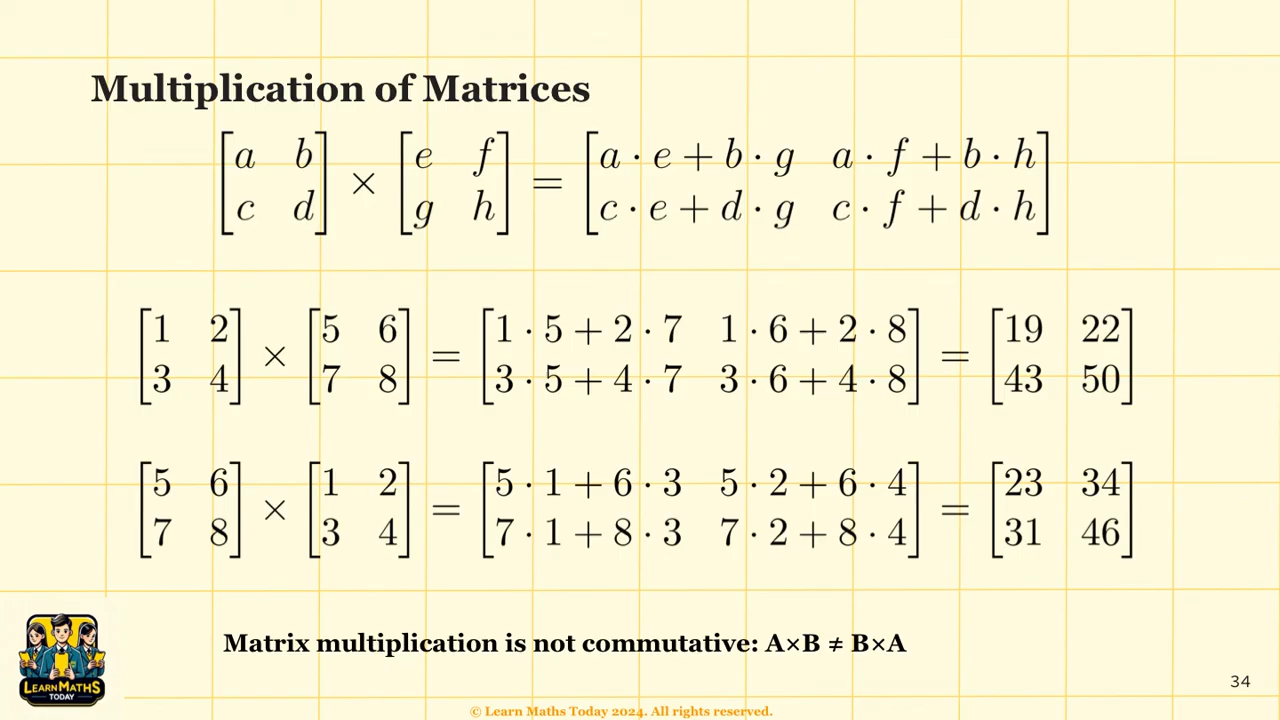 Multiplication of Matrices
[a b; c d] × [e f; g h] = [a · e + b · g a · f + b · h; c · e + d · g c · f + d · h]
[1 2; 3 4] × [5 6; 7 8] = [1 · 5 + 2 · 7 1 · 6 + 2 · 8; 3 · 5 + 4 · 7 3 · 6 + 4 · 8] = [19 22; 43 50]
[5 6; 7 8] × [1 2; 3 4] = [5 · 1 + 6 · 3 5 · 2 + 6 · 4; 7 · 1 + 8 · 3 7 · 2 + 8 · 4] = [23 34; 31 46]
Matrix multiplication is not commutative: A×B ≠ B×A
LEARN MATHS
TODAY
34
© Learn Maths Today 2024. All rights reserved.